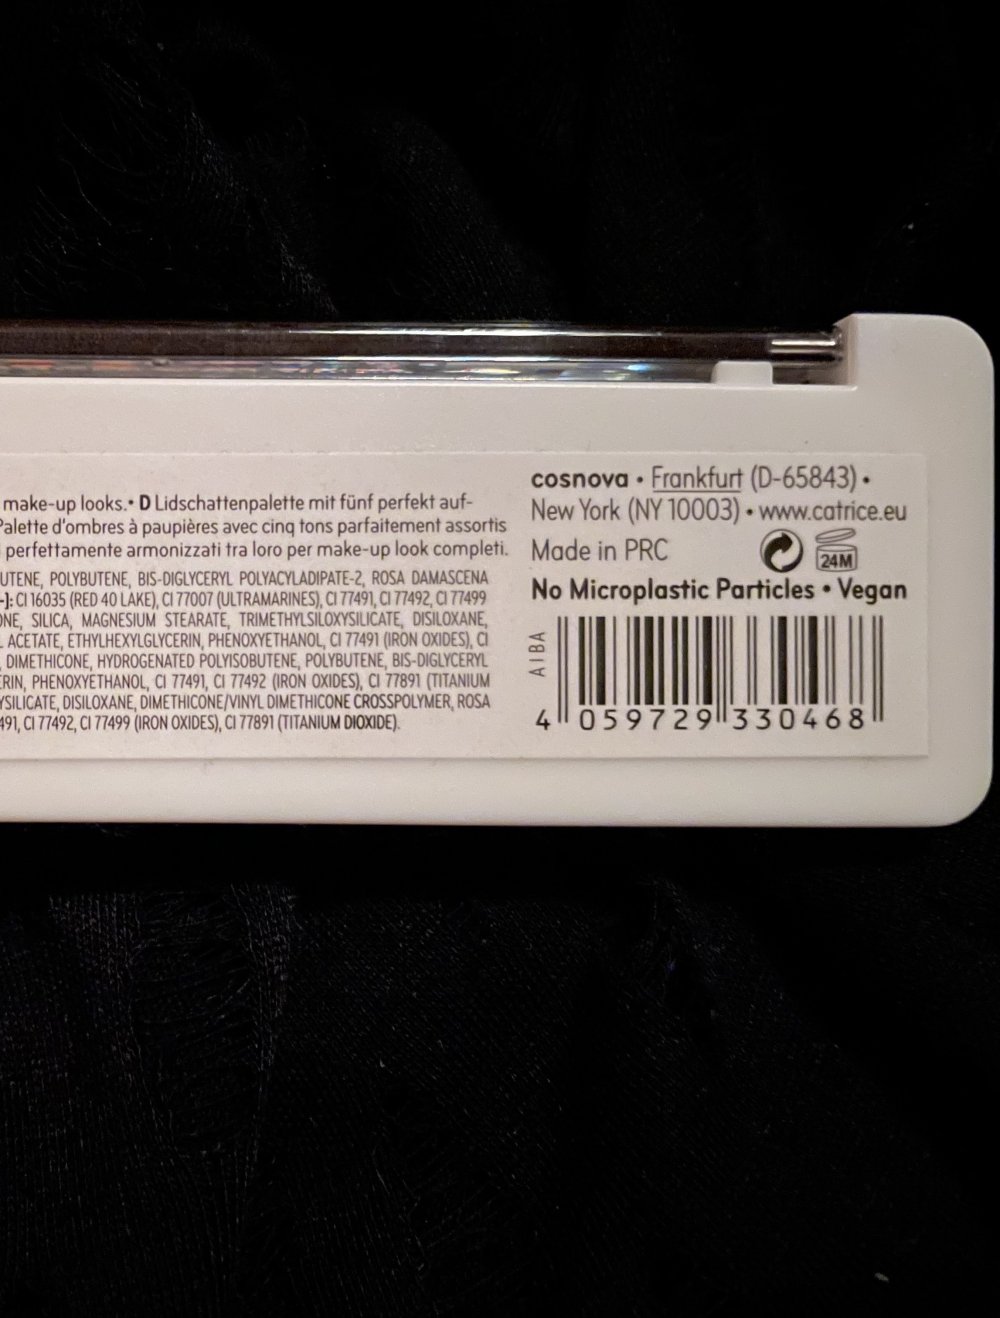 make-up looks.• D Lidschattenpalette mit fünf perfekt auf-
Palette d'ombres à paupières avec cinq tons parfaitement assortis
perfettamente armonizzati tra loro per make-up look completi.
POLYBUTENE, BIS-DIGLYCERYL POLYACYLADIPATE-2, ROSA DAMASCENA
-]: CI 16035 (RED 40 LAKE), CI 77007 (ULTRAMARINES), CI 77491, CI 77492, CI 77499
SILICA, MAGNESIUM STEARATE, TRIMETHYLSILOXYSILICATE, DISILOXANE,
ACETATE, ETHYLHEXYLGLYCERIN, PHENOXYETHANOL, CI 77491 (IRON OXIDES), CI
DIMETHICONE, HYDROGENATED POLYISOBUTENE, POLYBUTENE, BIS-DIGLYCERYL
PHENOXYETHANOL, CI 77491, CI 77492 (IRON OXIDES), CI 77891 (TITANIUM
DISILOXANE, DIMETHICONE/VINYL DIMETHICONE CROSSPOLYMER, ROSA
CI 77492, CI 77499 (IRON OXIDES), CI 77891 (TITANIUM DIOXIDE).
cosnova • Frankfurt (D-65843) •
New York (NY 10003) • www.catrice.eu
Made in PRC
24M
No Microplastic Particles • Vegan
AIBA
4 059729 330468